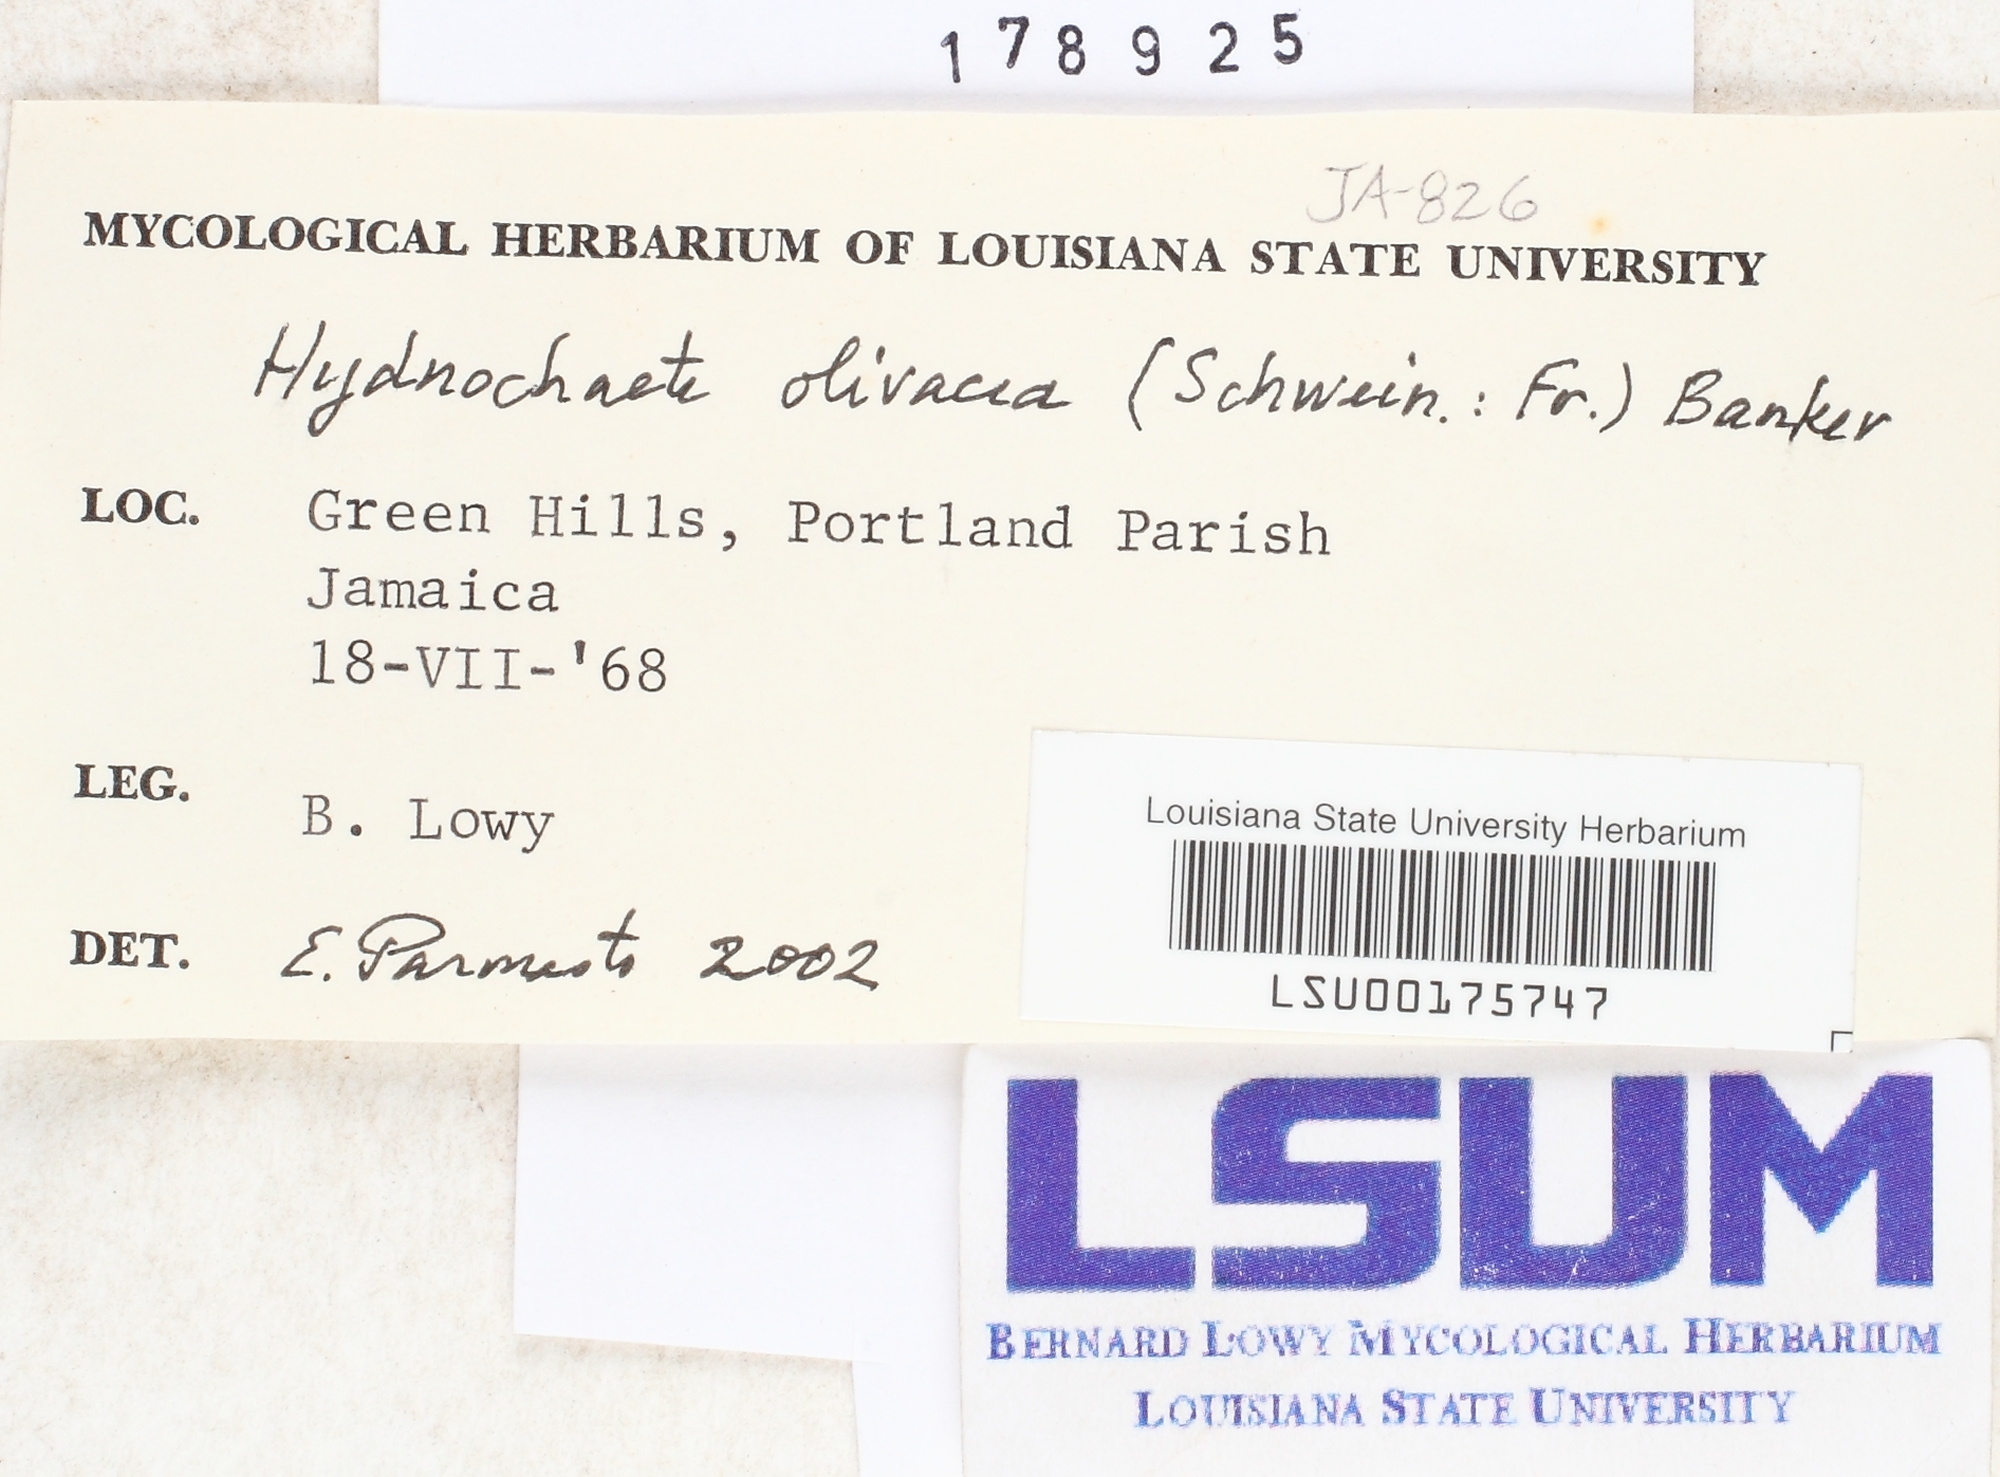 178925
JA-826
MYCOLOGICAL HERBARIUM OF LOUISIANA STATE UNIVERSITY
Hydnochaete olivacea (Schwein.: Fr.) Banker
LOC. Green Hills, Portland Parish
Jamaica
18-VII-'68
LEG. B. Lowy
DET. E. Parmasto 2002
Louisiana State University Herbarium
LSU00175747
LSUM
BERNARD LOWY MYCOLOGICAL HERBARIUM
LOUISIANA STATE UNIVERSITY